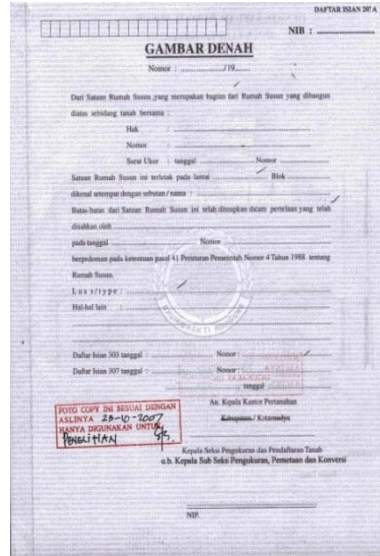 DAFTAR ISIAN 207 A
NIB : ....................
GAMBAR DENAH
Nomor : ..................../19....
Dari Satuan Rumah Susun yang merupakan bagian dari Rumah Susun yang dibangun
diatas sebidang tanah bersama :
Hak : ....................
Nomor : ....................
Surat Ukur : tanggal .................... Nomor ....................
Satuan Rumah Susun ini terletak pada lantai .................... Blok ....................
dikenal setempat dengan sebutan / nama : ....................
Batas-batas dari Satuan Rumah Susun ini telah ditetapkan dalam pertelaan yang telah
disahkan oleh ....................
pada tanggal .................... Nomor ....................
berpedoman pada ketentuan pasal 41 Peraturan Pemerintah Nomor 4 Tahun 1988 tentang
Rumah Susun.
Luas/type : ....................
Hal-hal lain : ....................
Daftar Isian 303 tanggal : .................... Nomor : ....................
Daftar Isian 307 tanggal : .................... Nomor : ....................
.................... tanggal ....................
An. Kepala Kantor Pertanahan
Kabupaten / Kotamadya
FOTO COPY INI SESUAI DENGAN
ASLINYA 23-10-2007
HANYA DIGUNAKAN UNTUK
PENELITIAN
Kepala Seksi Pengukuran dan Pendaftaran Tanah
u.b. Kepala Sub Seksi Pengukuran, Pemetaan dan Konversi
NIP.